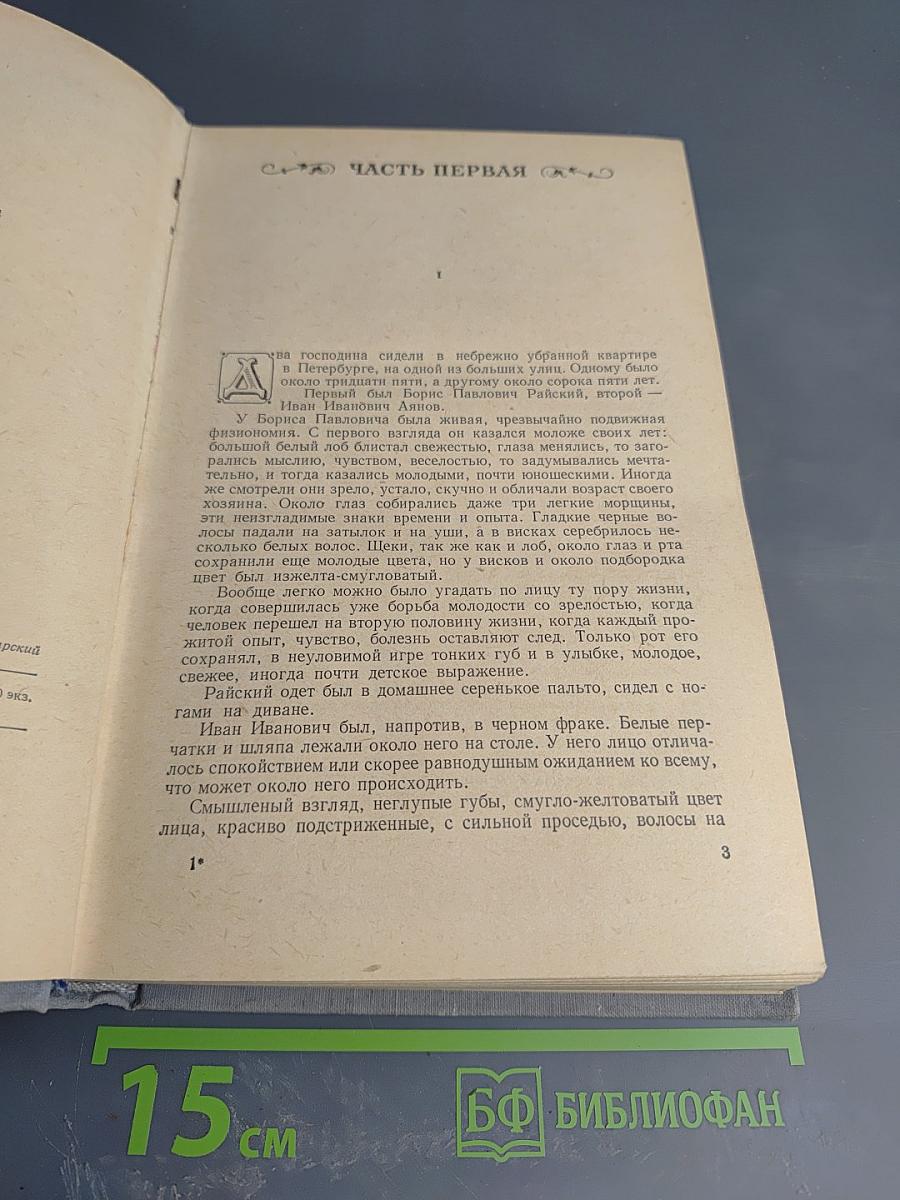 рский
0 экз.
ЧАСТЬ ПЕРВАЯ
I
Два господина сидели в небрежно убранной квартире
в Петербурге, на одной из больших улиц. Одному было
около тридцати пяти, а другому около сорока пяти лет.
Первый был Борис Павлович Райский, второй —
Иван Иванович Аянов.
У Бориса Павловича была живая, чрезвычайно подвижная
физиономия. С первого взгляда он казался моложе своих лет:
большой белый лоб блистал свежестью, глаза менялись, то заго-
рались мыслию, чувством, веселостью, то задумывались мечта-
тельно, и тогда казались молодыми, почти юношескими. Иногда
же смотрели они зрело, устало, скучно и обличали возраст своего
хозяина. Около глаз собирались даже три легкие морщины,
эти неизгладимые знаки времени и опыта. Гладкие черные во-
лосы падали на затылок и на уши, а в висках серебрилось не-
сколько белых волос. Щеки, так же как и лоб, около глаз и рта
сохранили еще молодые цвета, но у висков и около подбородка
цвет был изжелта-смугловатый.
Вообще легко можно было угадать по лицу ту пору жизни,
когда совершилась уже борьба молодости со зрелостью, когда
человек перешел на вторую половину жизни, когда каждый про-
житой опыт, чувство, болезнь оставляют след. Только рот его
сохранял, в неуловимой игре тонких губ и в улыбке, молодое,
свежее, иногда почти детское выражение.
Райский одет был в домашнее серенькое пальто, сидел с но-
гами на диване.
Иван Иванович был, напротив, в черном фраке. Белые пер-
чатки и шляпа лежали около него на столе. У него лицо отлича-
лось спокойствием или скорее равнодушным ожиданием ко всему,
что может около него происходить.
Смышленый взгляд, неглупые губы, смугло-желтоватый цвет
лица, красиво подстриженные, с сильной проседью, волосы на
1*
3
15 см
БФ БИБЛИОФАН